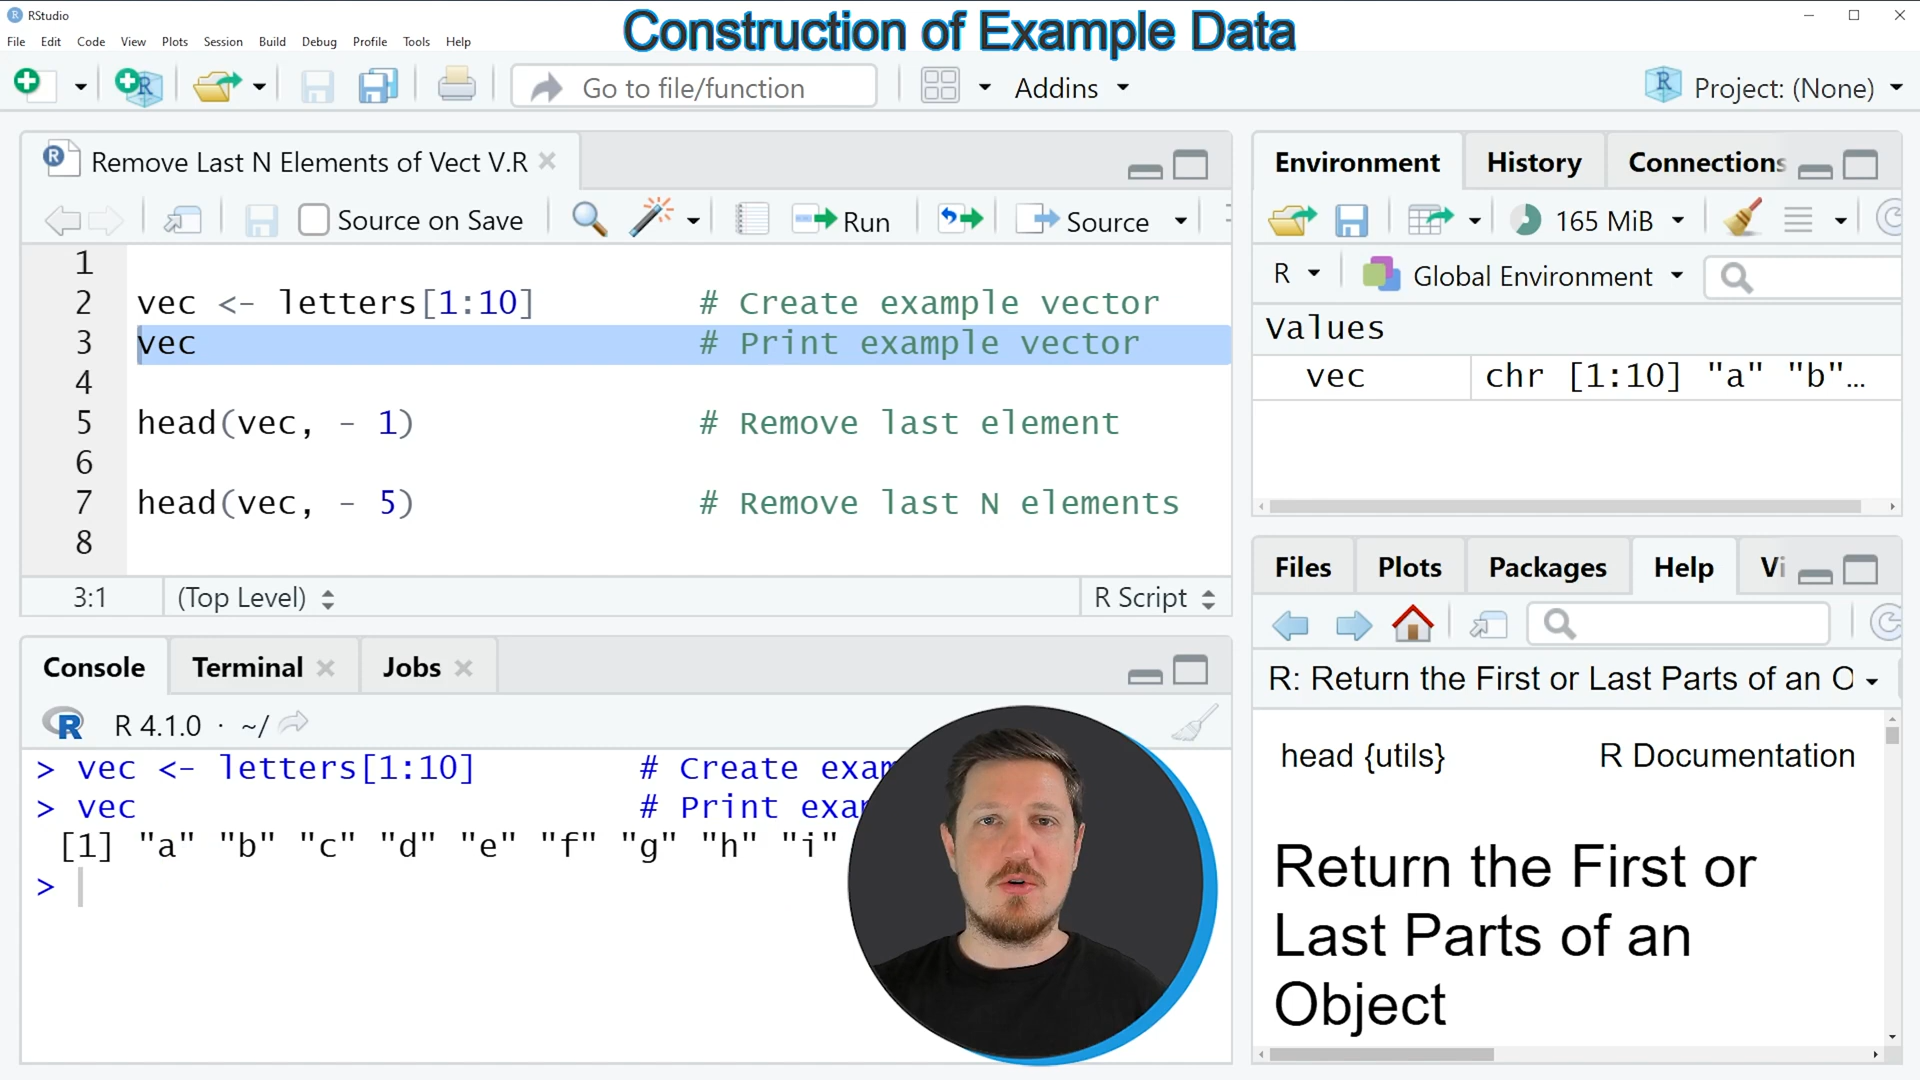 RStudio
Construction of Example Data
File Edit Code View Plots Session Build Debug Profile Tools Help
Go to file/function
Addins
Project: (None)
Remove Last N Elements of Vect V.R
Source on Save
Run
Source
1
2 vec <- letters[1:10] # Create example vector
3 vec # Print example vector
4
5 head(vec, - 1) # Remove last element
6
7 head(vec, - 5) # Remove last N elements
8
3:1 (Top Level) R Script
Console Terminal Jobs
R 4.1.0 · ~/
> vec <- letters[1:10] # Create exam
> vec # Print exa
[1] "a" "b" "c" "d" "e" "f" "g" "h" "i"
>
Environment History Connections
165 MiB
R Global Environment
Values
vec chr [1:10] "a" "b"…
Files Plots Packages Help Vi
R: Return the First or Last Parts of an O
head {utils} R Documentation
Return the First or
Last Parts of an
Object